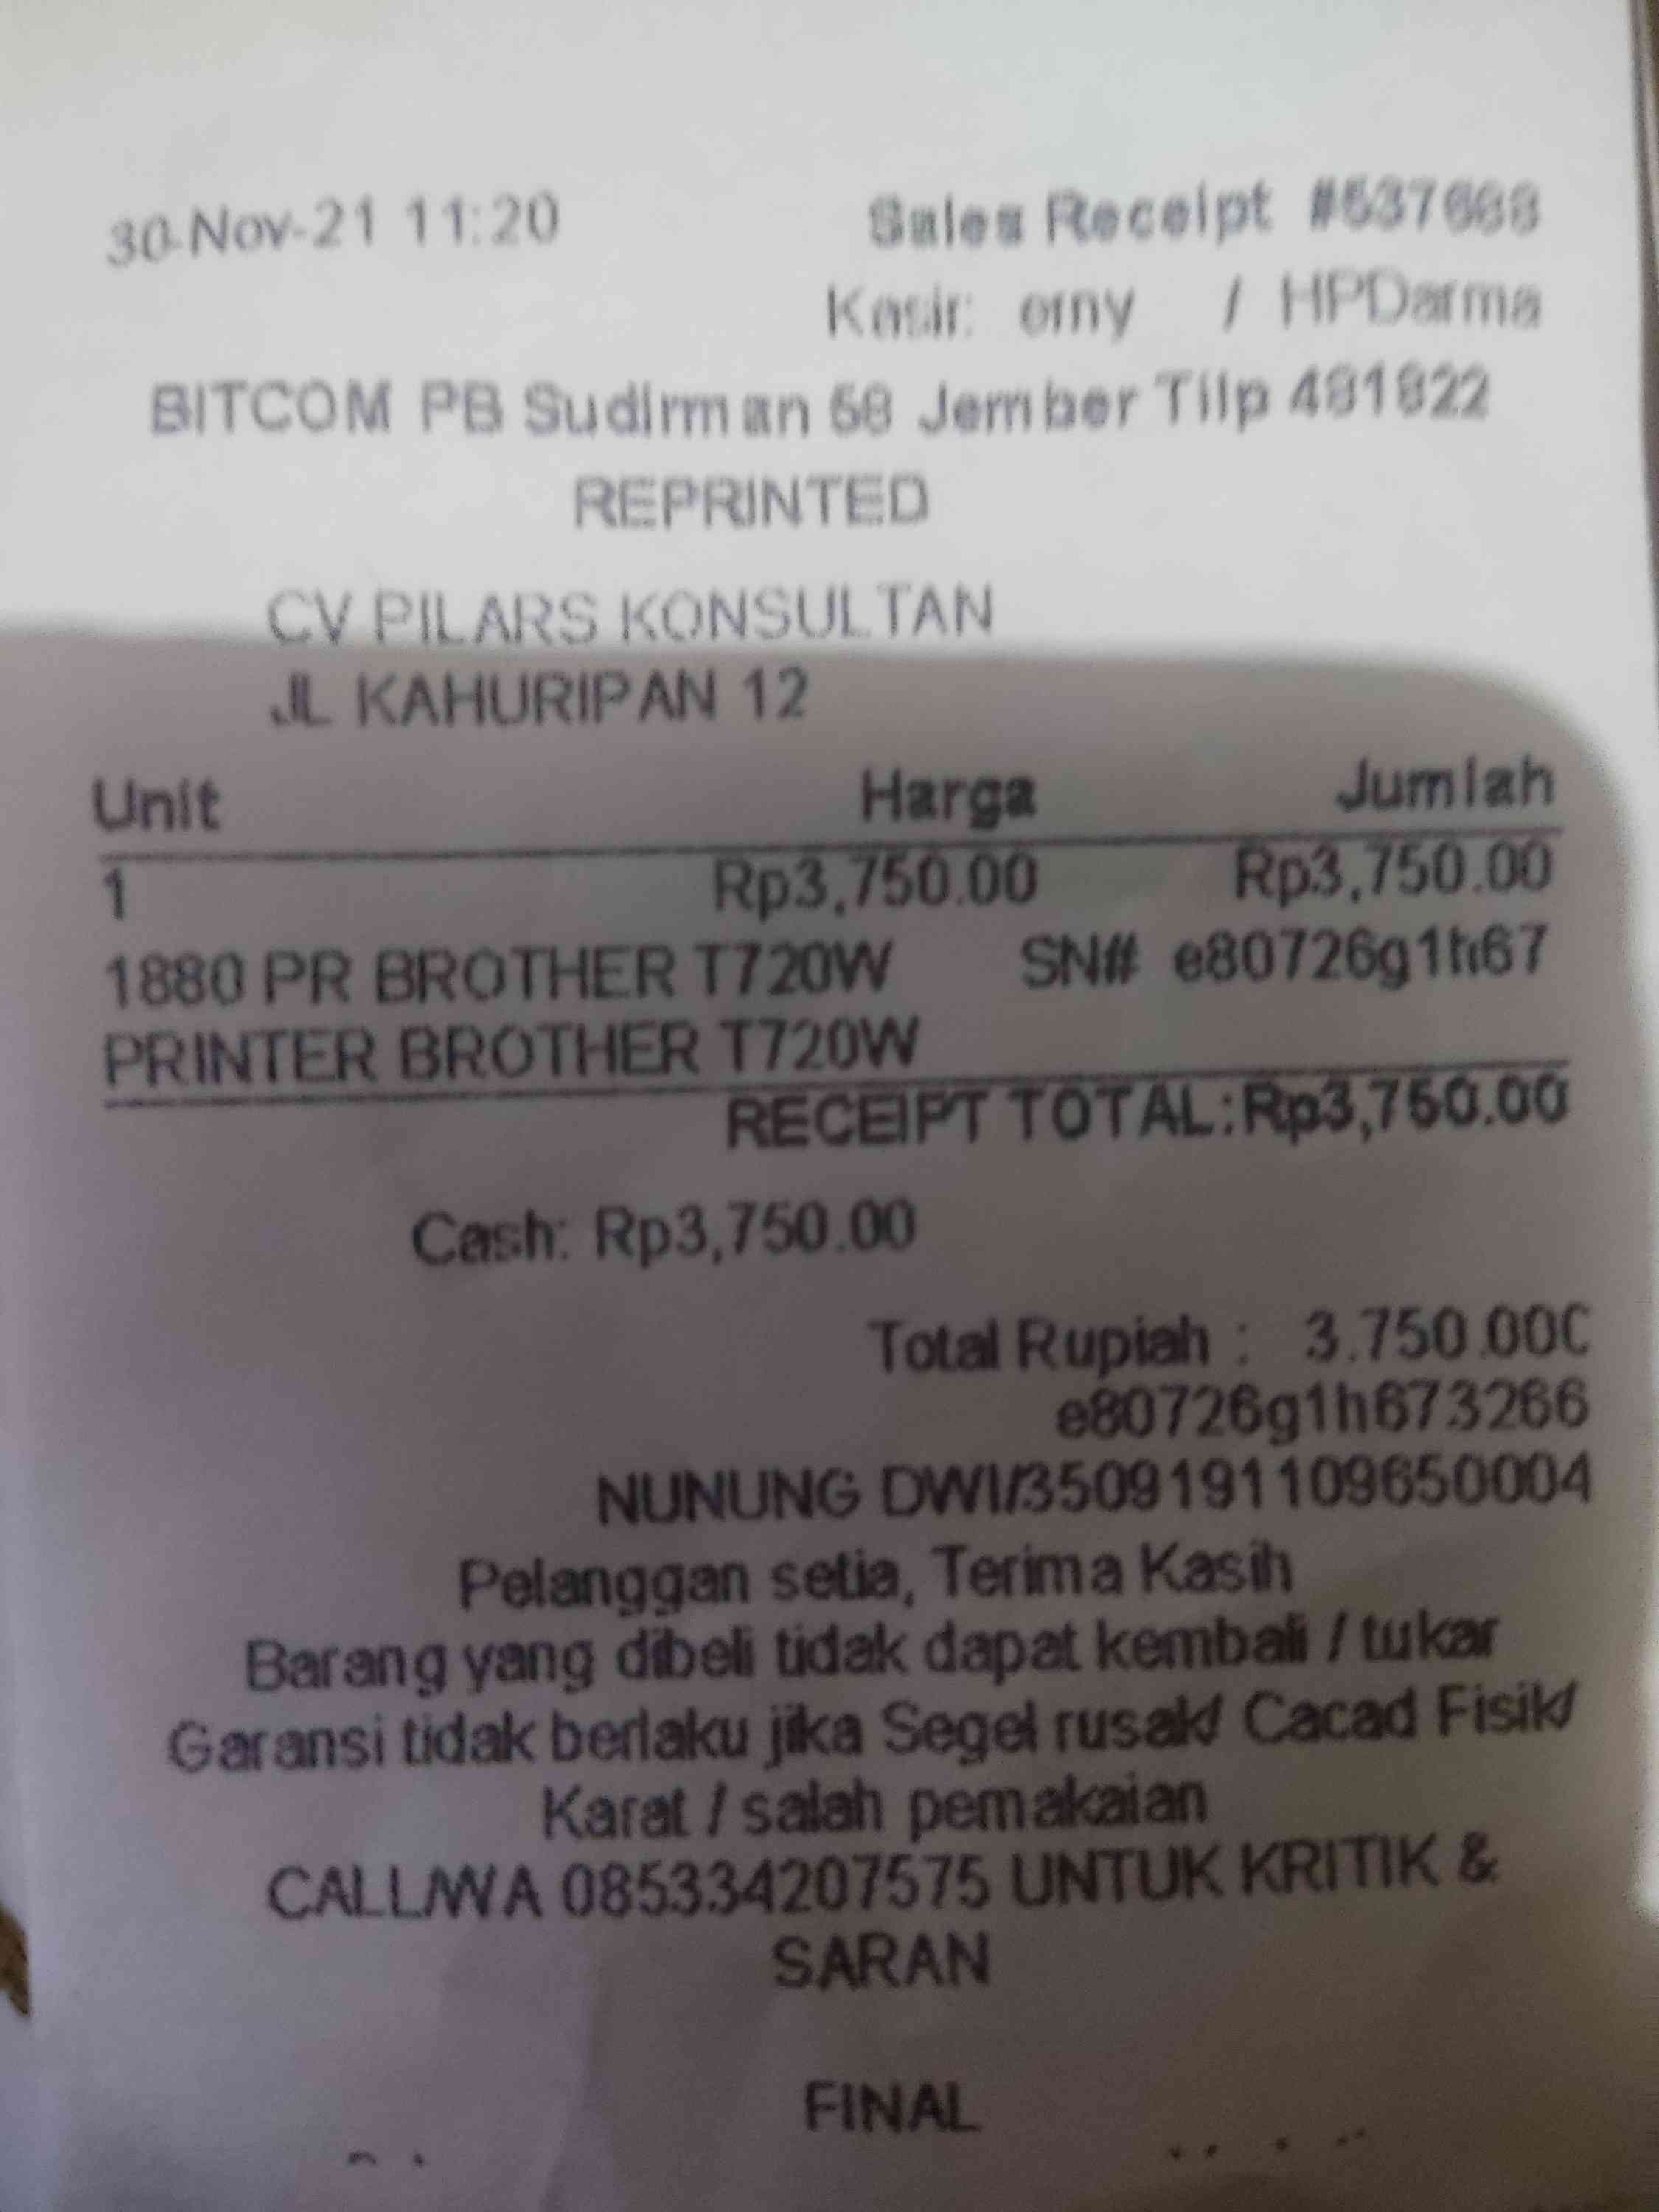 30-Nov-21 11:20 Sales Receipt
Kasir: erny / HPDarma
BITCOM PB Sudirman 58 Jember Tilp 481822
REPRINTED
CV PILARS KONSULTAN
JL KAHURIPAN 12
Unit Harga Jumlah
1 Rp3,750.00 Rp3,750.00
1880 PR BROTHER T720W SN# e80726g1h67
PRINTER BROTHER T720W
RECEIPT TOTAL:Rp3,750.00
Cash: Rp3,750.00
Total Rupiah : 3.750.00
e80726g1h673266
NUNUNG DWI/3509191109650004
Pelanggan setia, Terima Kasih
Barang yang dibeli tidak dapat kembali / tukar
Garansi tidak berlaku jika Segel rusak/ Cacad Fisik/
Karat / salah pemakaian
CALL/WA 085334207575 UNTUK KRITIK &
SARAN
FINAL